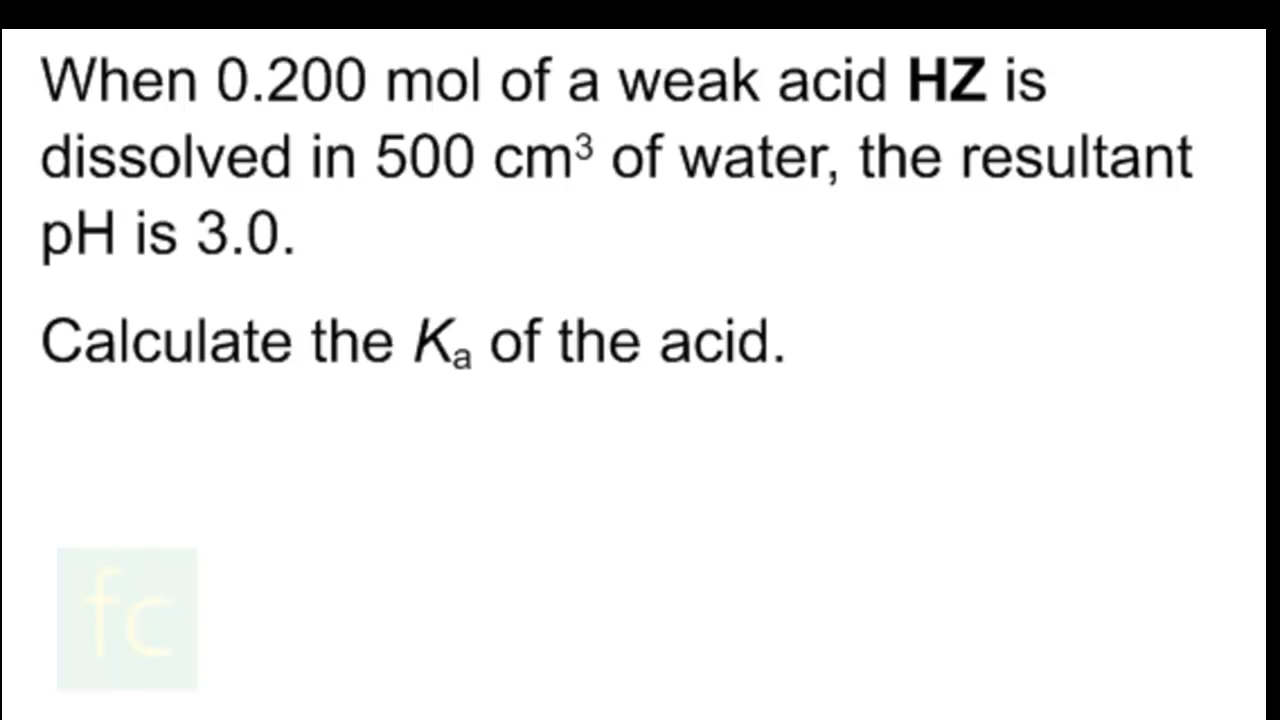 When 0.200 mol of a weak acid HZ is
dissolved in 500 cm³ of water, the resultant
pH is 3.0.
Calculate the Kₐ of the acid.
fc